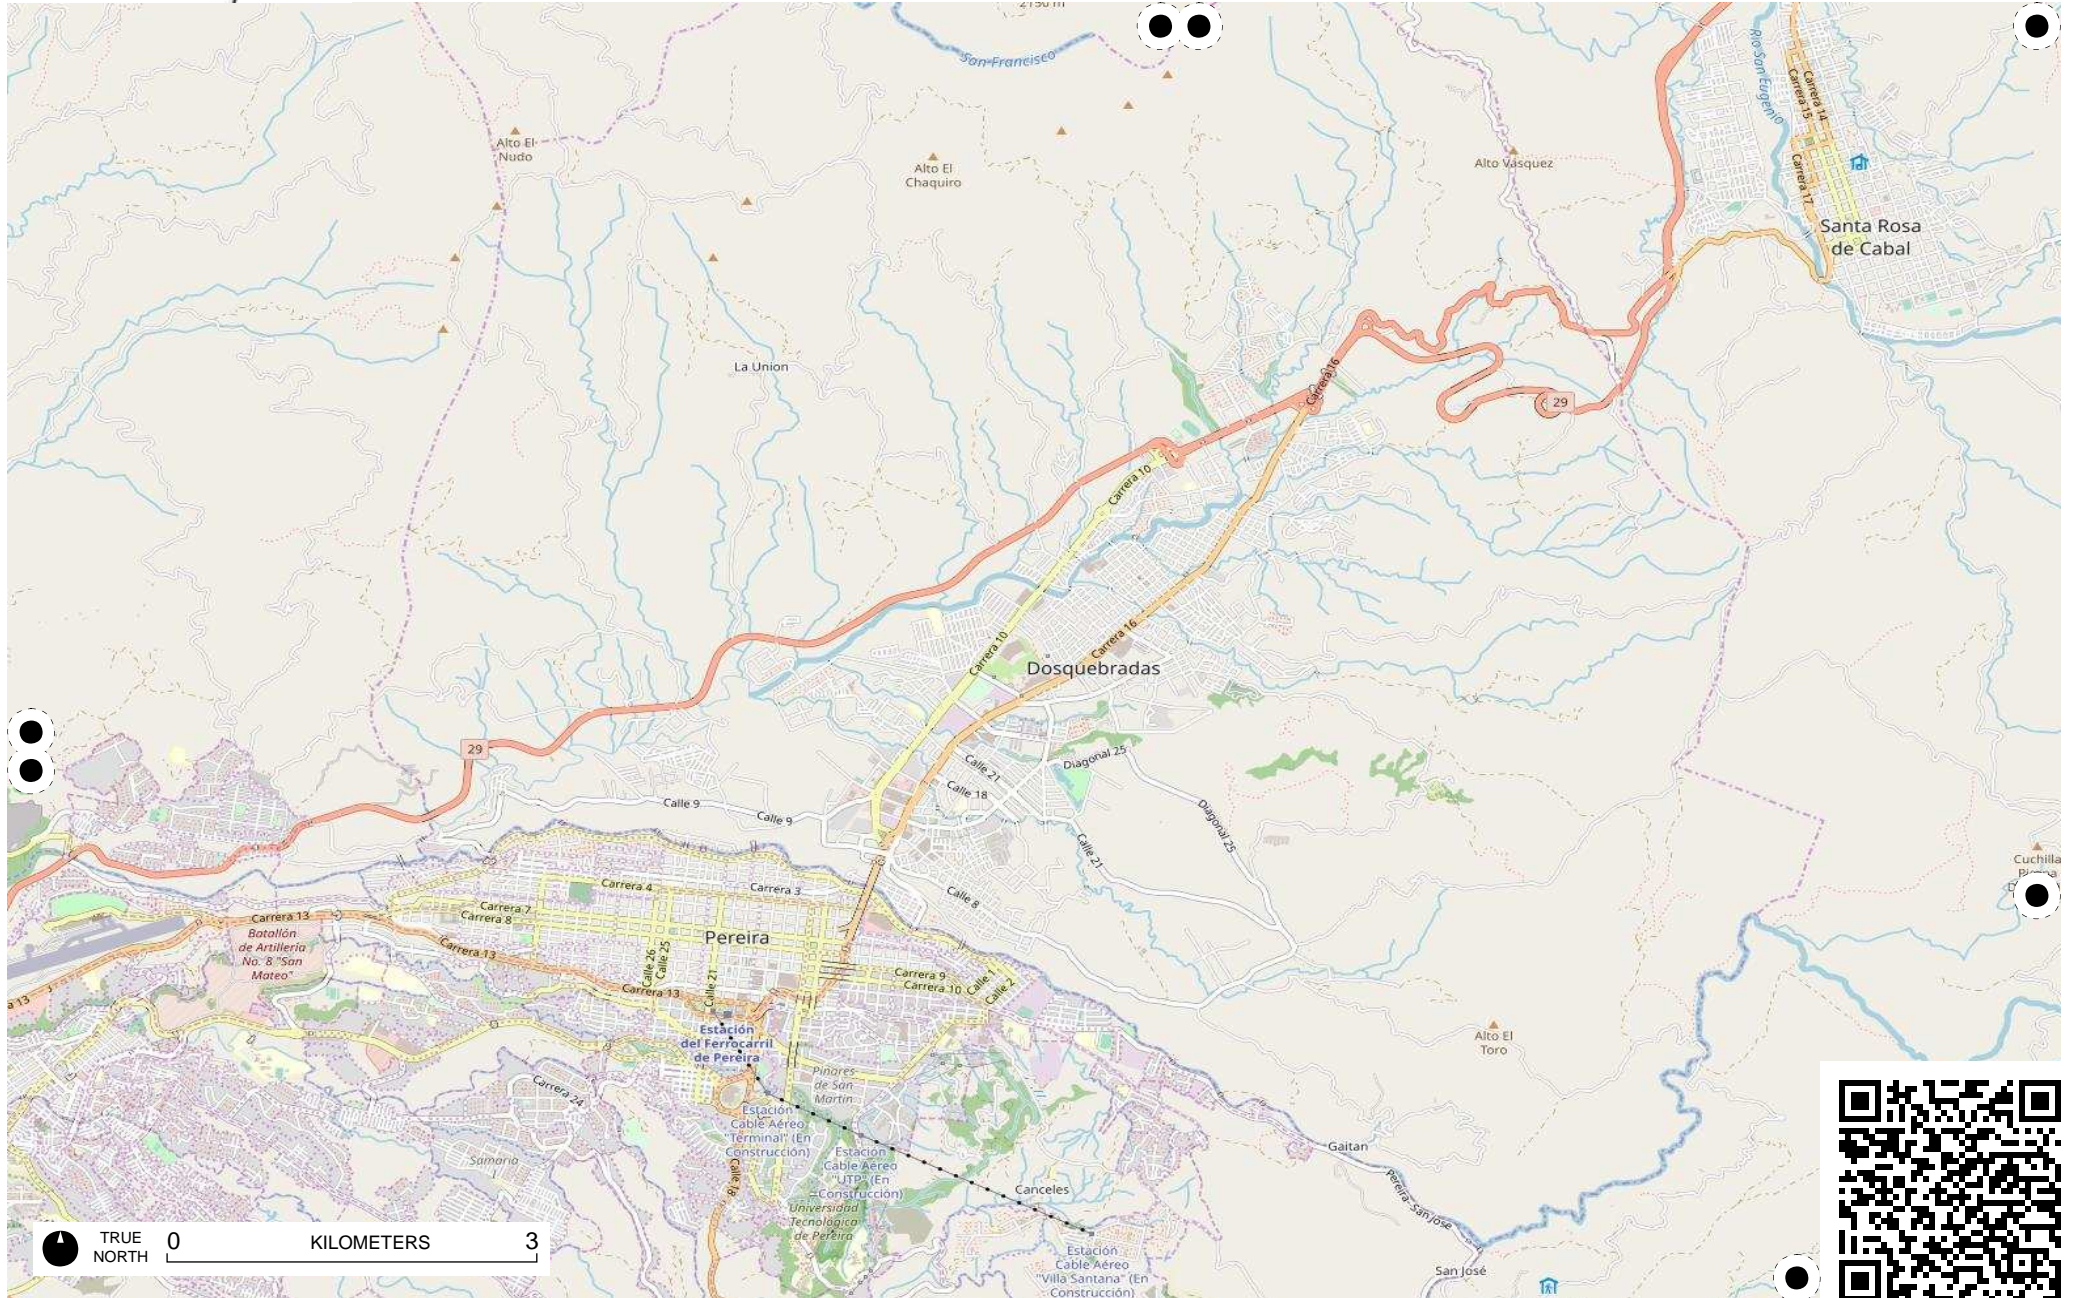 2150 m
San Francisco
Río San Eugenio
Carrera 14
Carrera 15
Carrera 17
Alto El
Nudo
Alto El
Chaquiro
Alto Vásquez
Santa Rosa
de Cabal
La Union
Carrera 16
29
Carrera 10
Carrera 10
Carrera 16
Dosquebradas
29
Calle 21
Diagonal 25
Calle 18
Calle 9
Calle 9
Diagonal 25
Calle 21
Cuchilla
Carrera 4
Carrera 3
Calle 8
Carrera 7
Carrera 8
Carrera 13
Batallón
de Artillería
No. 8 "San
Mateo"
Pereira
Carrera 13
Calle 26
Calle 25
Calle 21
Carrera 9
Carrera 10
Calle 1
Calle 2
Carrera 13
a 13
Estación
del Ferrocarril
de Pereira
Alto El
Toro
Pinares
de San
Martín
Carrera 24
Estación
Cable Aéreo
"Terminal" (En
Construcción)
Gaitan
Samaria
Estación
Cable Aéreo
"UTP" (En
Construcción)
Calle 18
Canceles
Pereira-San José
Universidad
Tecnológica
de Pereira
Estación
Cable Aéreo
"Villa Santana" (En
Construcción)
San José
TRUE
NORTH
0 KILOMETERS 3